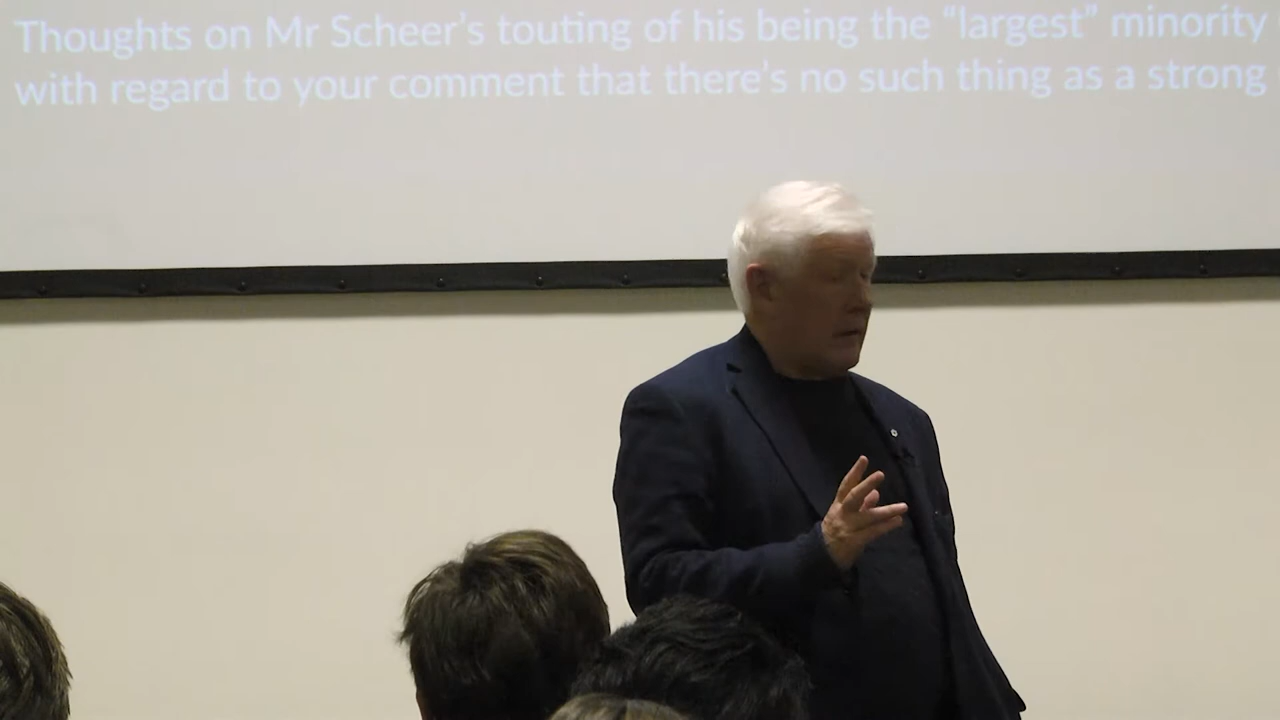 Thoughts on Mr Scheer's touting of his being the “largest” minority
with regard to your comment that there's no such thing as a strong